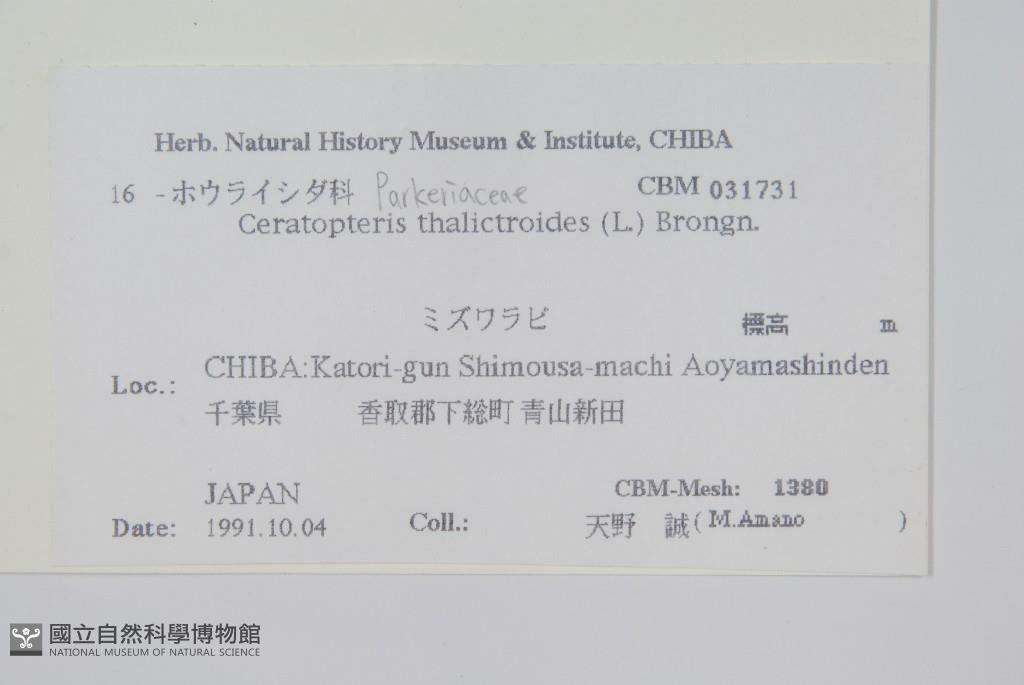 Herb. Natural History Museum & Institute, CHIBA
16 -ホウライシダ科 Parkeriaceae CBM 031731
Ceratopteris thalictroides (L.) Brongn.
ミズワラビ 標高 m
Loc.: CHIBA:Katori-gun Shimousa-machi Aoyamashinden
千葉県 香取郡下総町 青山新田
JAPAN CBM-Mesh: 1380
Date: 1991.10.04 Coll.: 天野 誠( M.Amano )
國立自然科學博物館
NATIONAL MUSEUM OF NATURAL SCIENCE